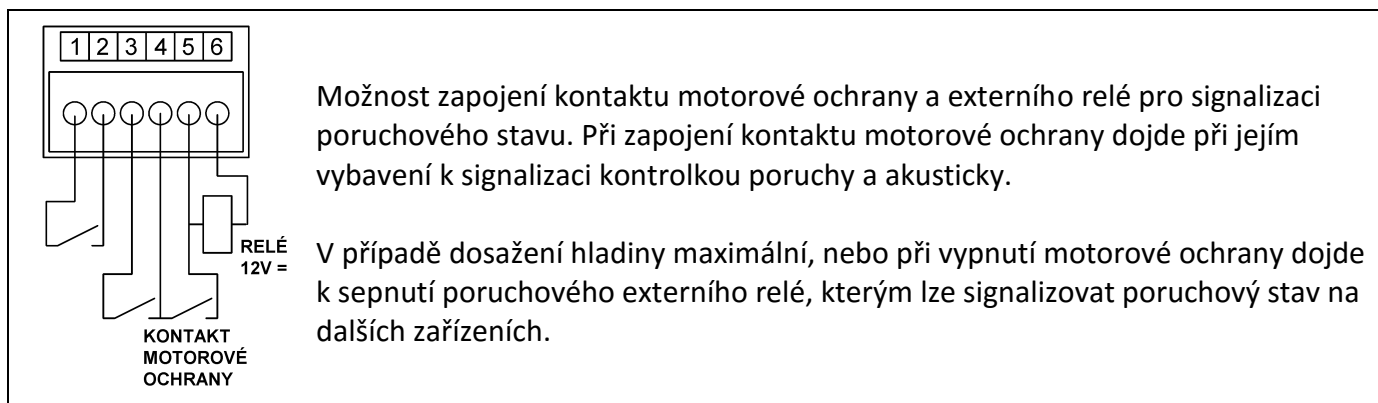 1 2 3 4 5 6
Možnost zapojení kontaktu motorové ochrany a externího relé pro signalizaci
poruchového stavu. Při zapojení kontaktu motorové ochrany dojde při jejím
vybavení k signalizaci kontrolkou poruchy a akusticky.
V případě dosažení hladiny maximální, nebo při vypnutí motorové ochrany dojde
k sepnutí poruchového externího relé, kterým lze signalizovat poruchový stav na
dalších zařízeních.
RELÉ
12V =
KONTAKT
MOTOROVÉ
OCHRANY